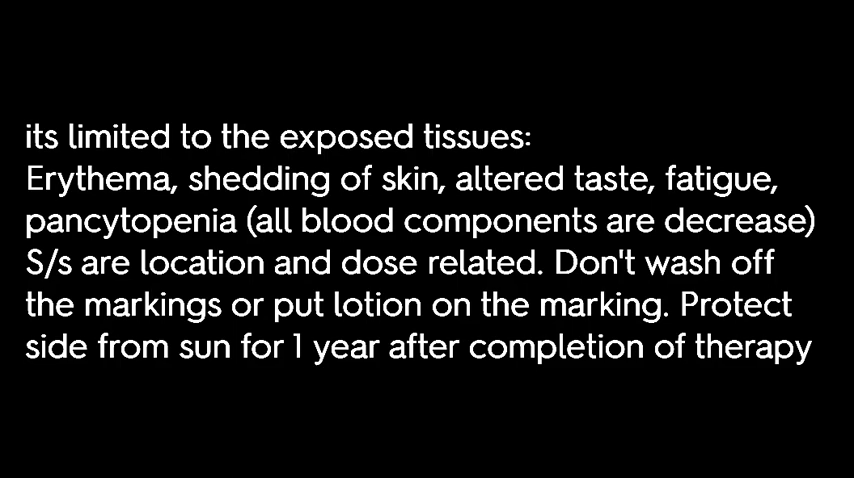 its limited to the exposed tissues:
Erythema, shedding of skin, altered taste, fatigue,
pancytopenia (all blood components are decrease)
S/s are location and dose related. Don't wash off
the markings or put lotion on the marking. Protect
side from sun for 1 year after completion of therapy